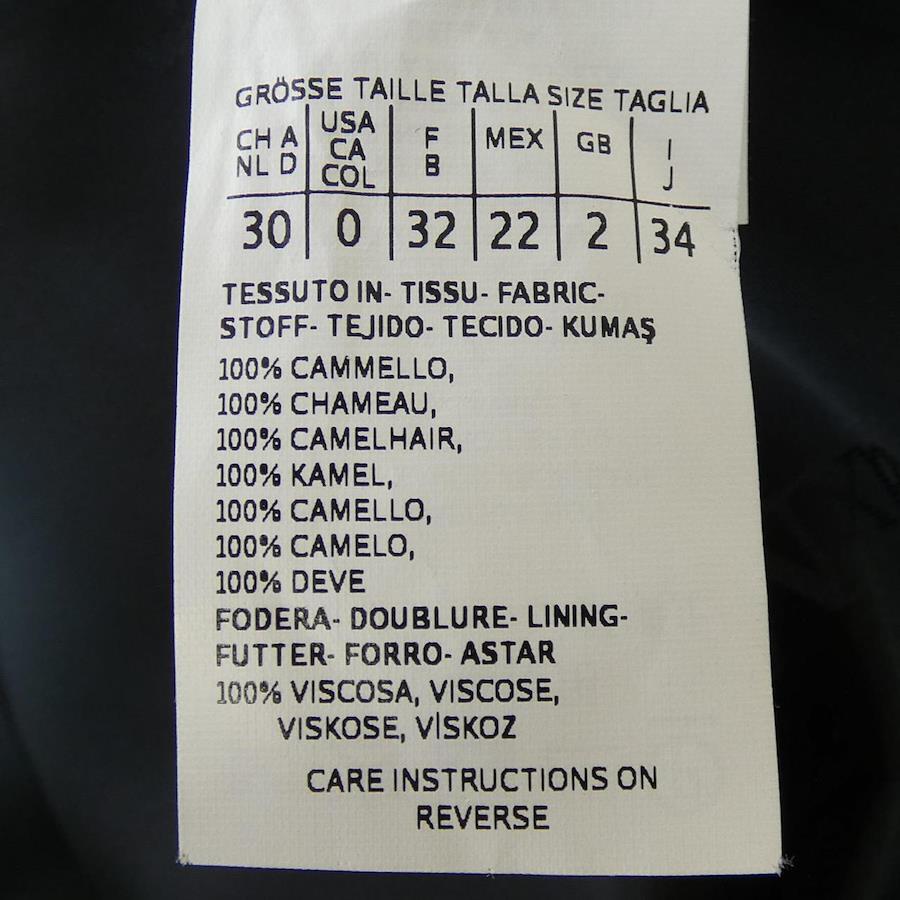 GRÖSSE TAILLE TALLA SIZE TAGLIA
CH A NL D USA CA COL F B MEX GB I J
30 0 32 22 2 34
TESSUTO IN- TISSU- FABRIC-
STOFF- TEJIDO- TECIDO- KUMAŞ
100% CAMMELLO,
100% CHAMEAU,
100% CAMELHAIR,
100% KAMEL,
100% CAMELLO,
100% CAMELO,
100% DEVE
FODERA- DOUBLURE- LINING-
FUTTER- FORRO- ASTAR
100% VISCOSA, VISCOSE,
VISKOSE, VİSKOZ
CARE INSTRUCTIONS ON
REVERSE